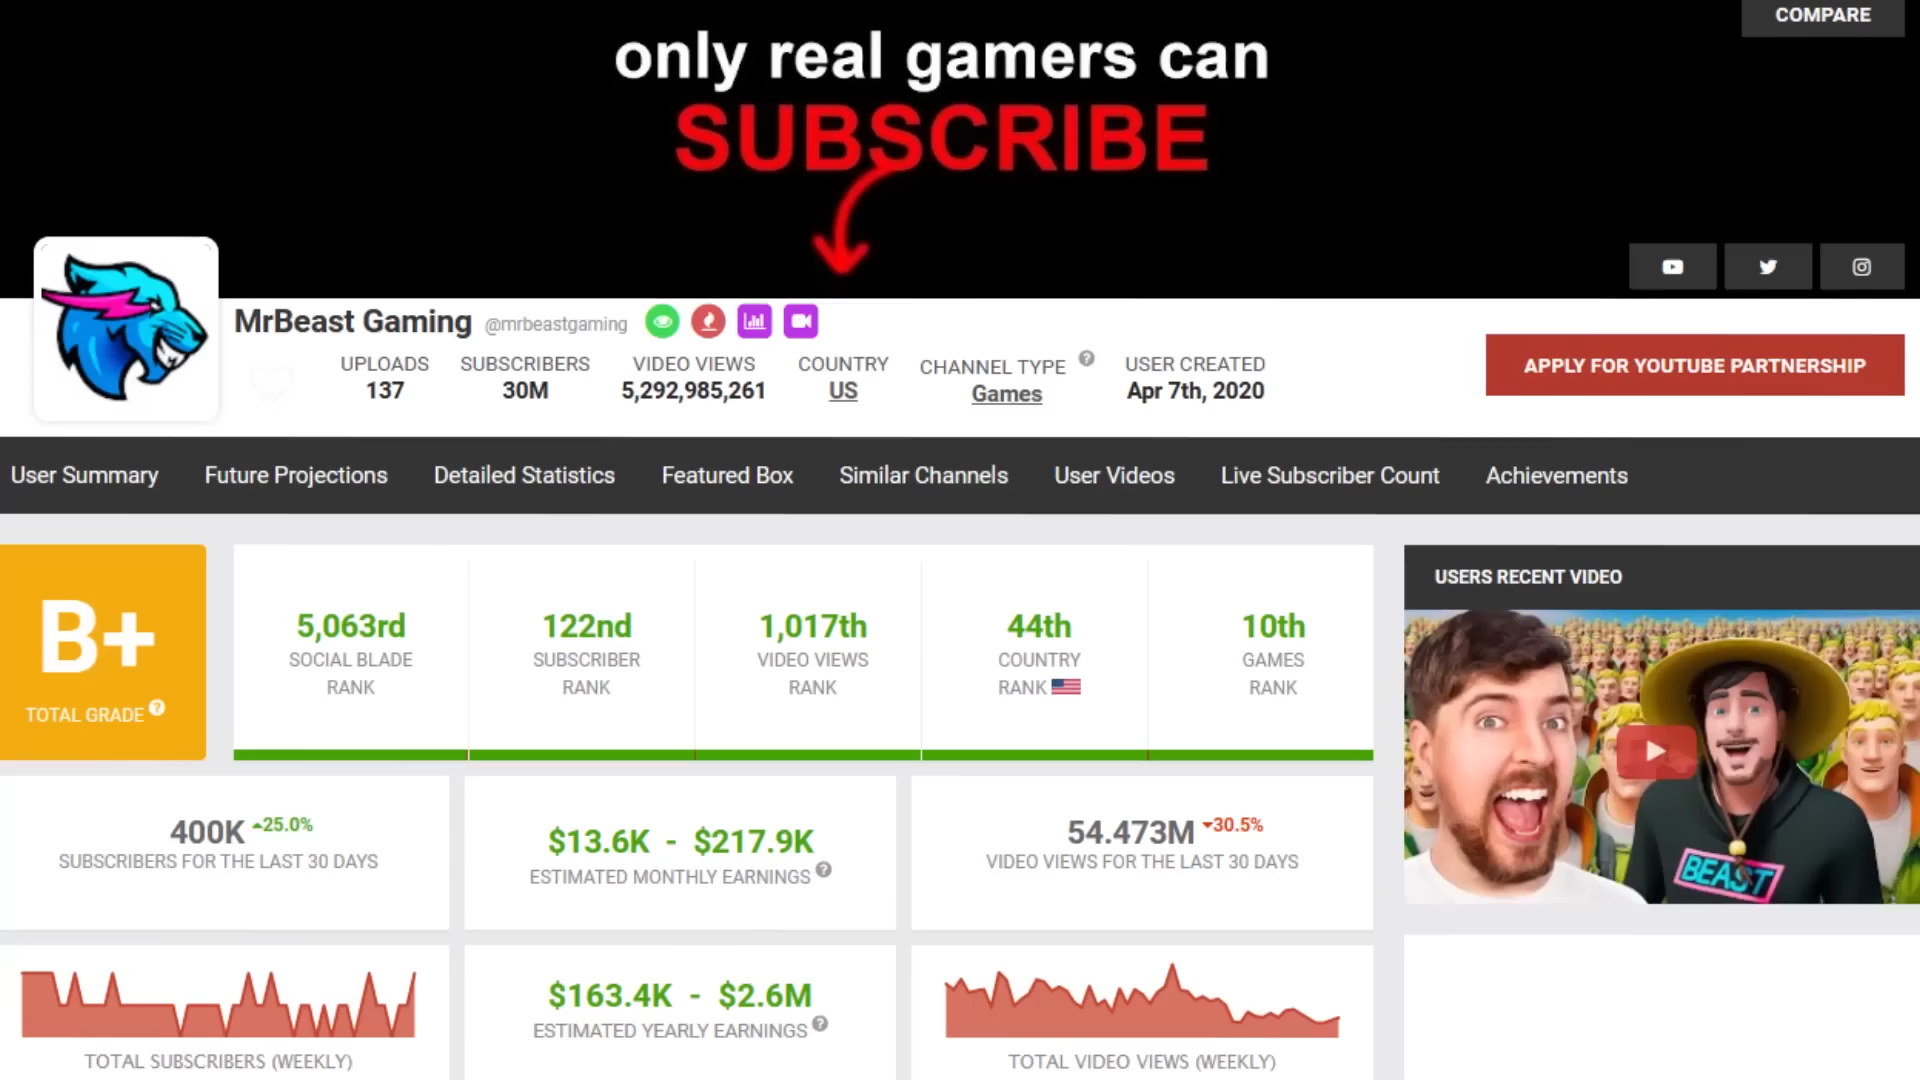 COMPARE
only real gamers can
SUBSCRIBE
MrBeast Gaming @mrbeastgaming
UPLOADS SUBSCRIBERS VIDEO VIEWS COUNTRY CHANNEL TYPE ? USER CREATED
137 30M 5,292,985,261 US Games Apr 7th, 2020
APPLY FOR YOUTUBE PARTNERSHIP
User Summary Future Projections Detailed Statistics Featured Box Similar Channels User Videos Live Subscriber Count Achievements
B+
TOTAL GRADE ?
5,063rd
SOCIAL BLADE
RANK
122nd
SUBSCRIBER
RANK
1,017th
VIDEO VIEWS
RANK
44th
COUNTRY
RANK
10th
GAMES
RANK
USERS RECENT VIDEO
BEAST
400K 25.0%
SUBSCRIBERS FOR THE LAST 30 DAYS
$13.6K - $217.9K
ESTIMATED MONTHLY EARNINGS ?
54.473M 30.5%
VIDEO VIEWS FOR THE LAST 30 DAYS
TOTAL SUBSCRIBERS (WEEKLY)
$163.4K - $2.6M
ESTIMATED YEARLY EARNINGS ?
TOTAL VIDEO VIEWS (WEEKLY)